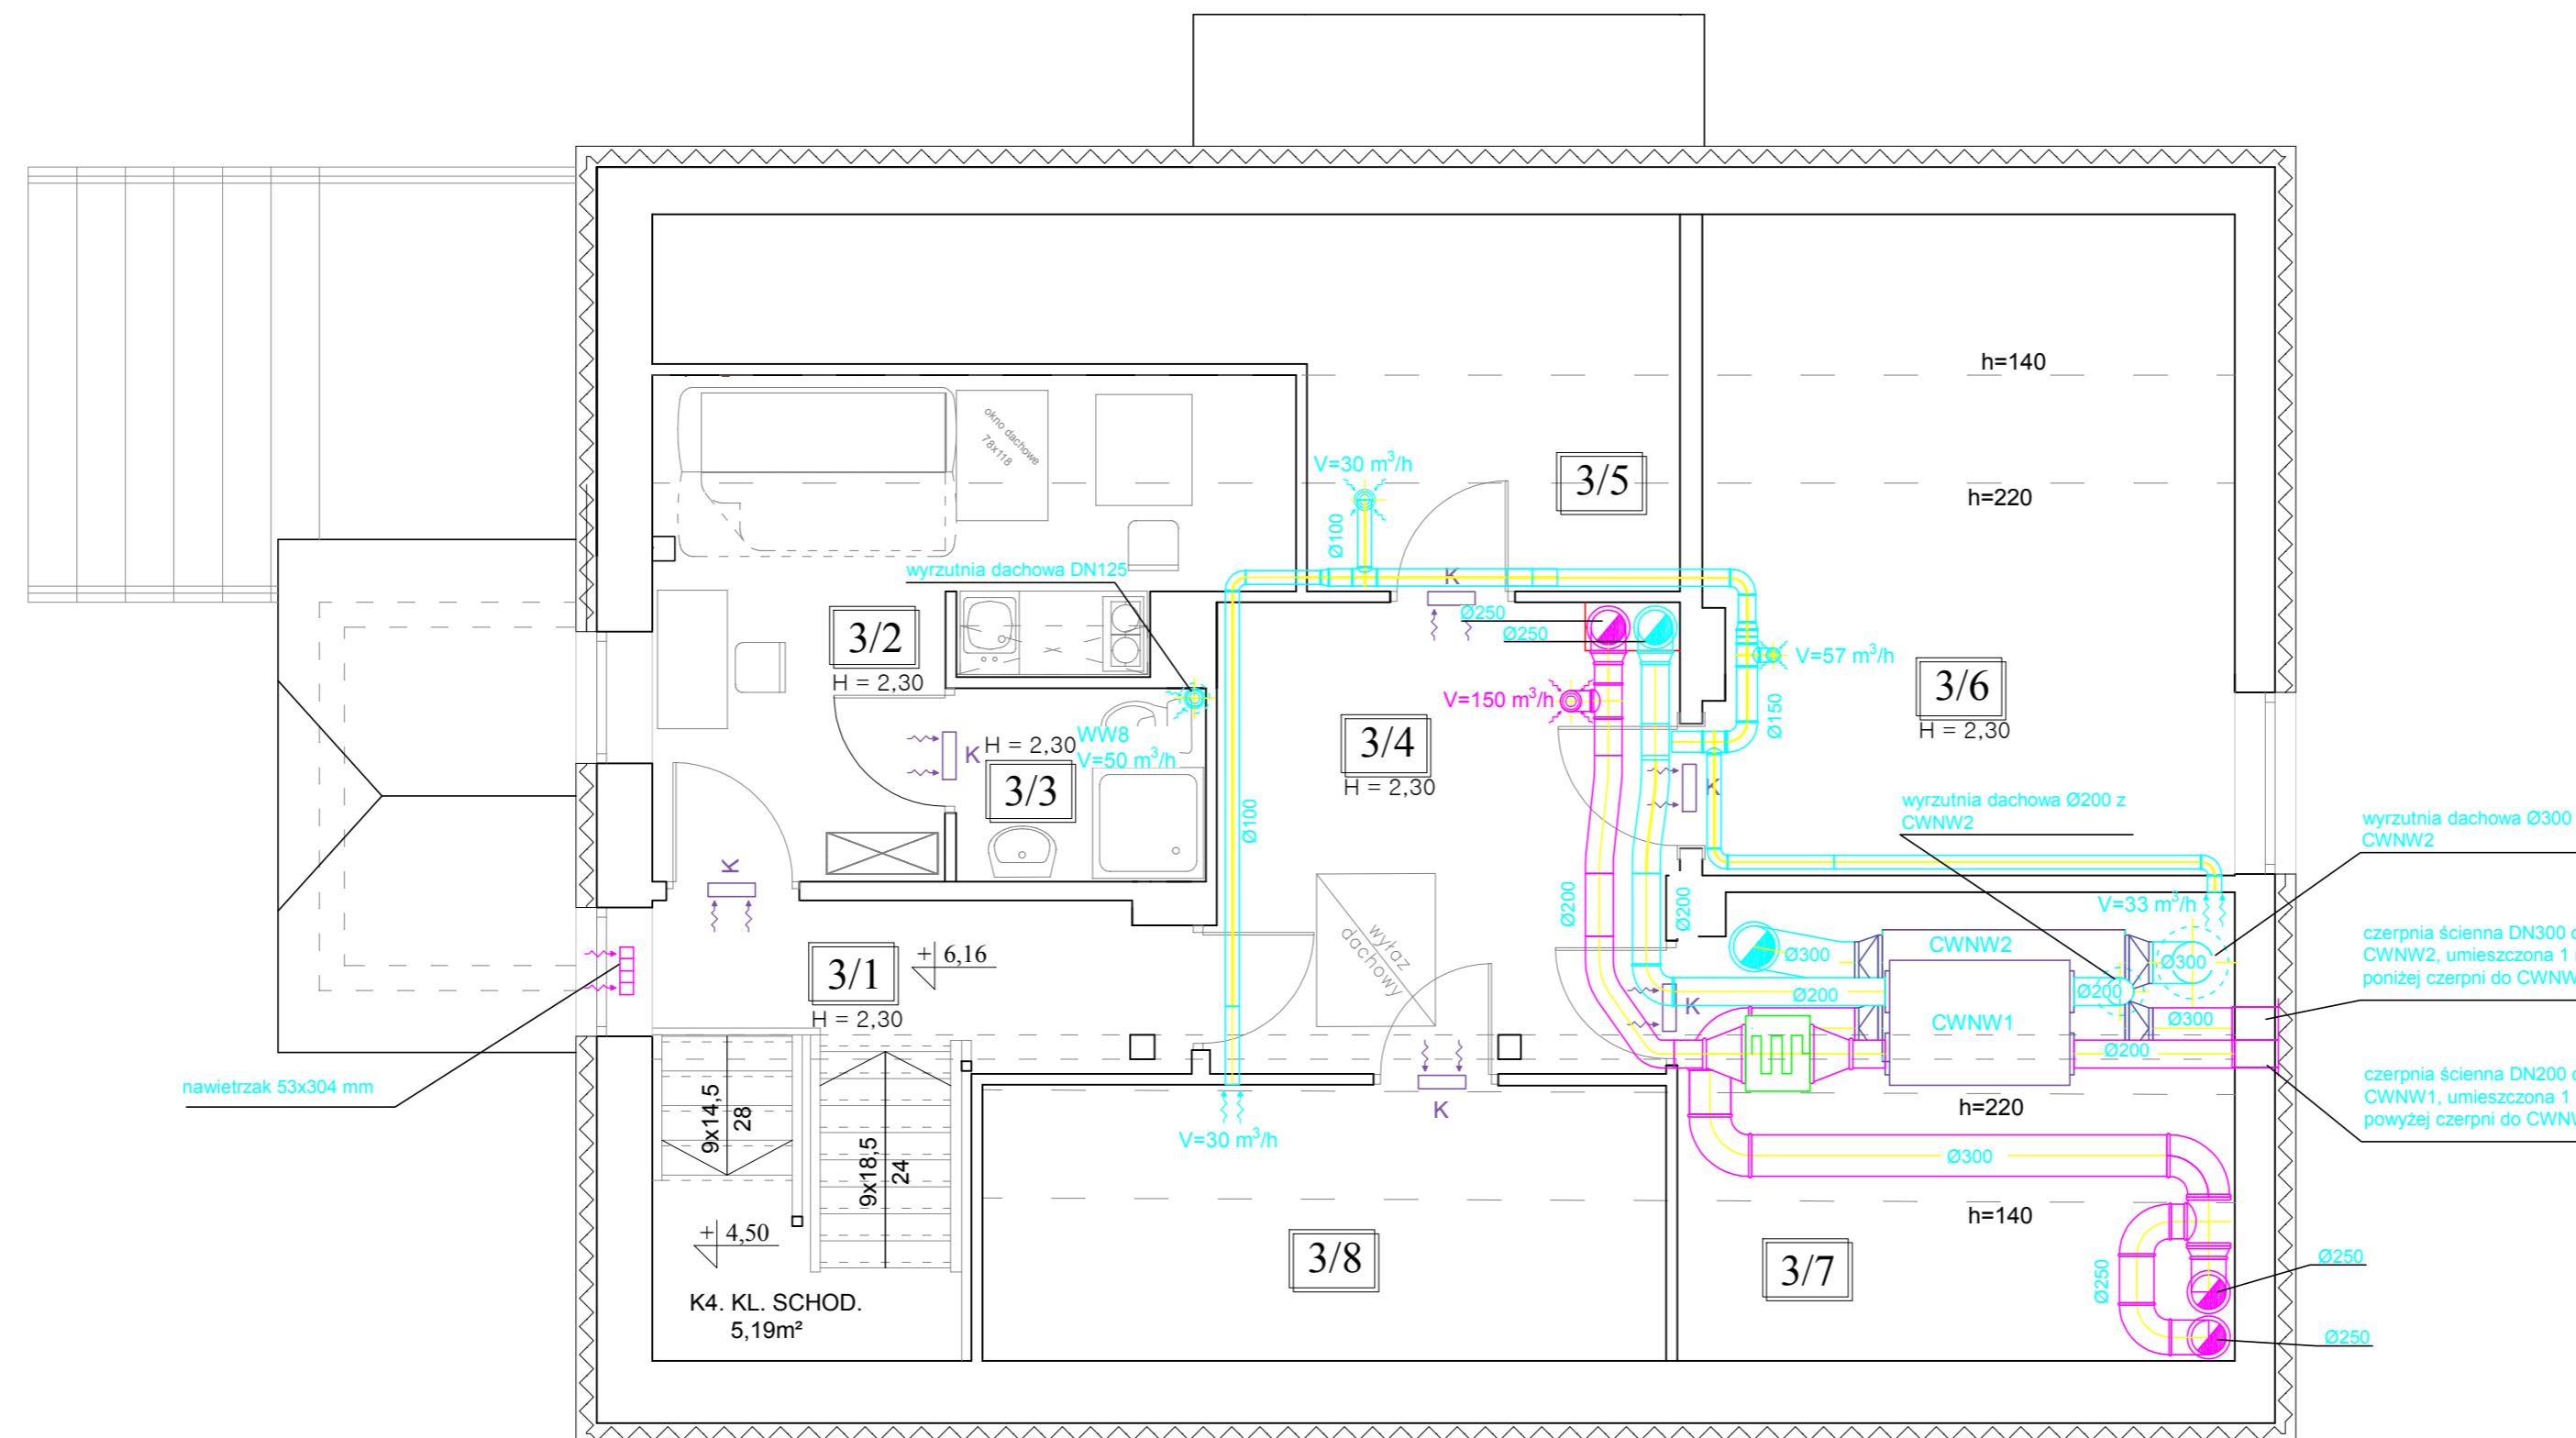 h=140
okno dachowe
78x118
V=30 m³/h
3/5
h=220
Ø100
wyrzutnia dachowa DN125
K
Ø250
Ø250
3/2
H = 2,30
V=57 m³/h
3/6
H = 2,30
V=150 m³/h
Ø150
WW8
V=50 m³/h
H = 2,30
K
3/3
3/4
H = 2,30
K
Ø100
wyrzutnia dachowa Ø200 z
CWNW2
wyrzutnia dachowa Ø300
CWNW2
K
Ø200
Ø200
V=33 m³/h
wyłaz
dachowy
czerpnia ścienna DN300
CWNW2, umieszczona 1
poniżej czerpni do
3/1
+ 6,16
H = 2,30
CWNW2
Ø300
Ø300
Ø200
Ø200
K
CWNW1
Ø300
Ø200
nawietrzak 53x304 mm
czerpnia ścienna DN200
CWNW1, umieszczona 1
powyżej czerpni do
9x14,5
28
9x18,5
24
K
V=30 m³/h
h=220
Ø300
h=140
+ 4,50
3/8
3/7
Ø250
Ø250
Ø250
K4. KL. SCHOD.
5,19m²